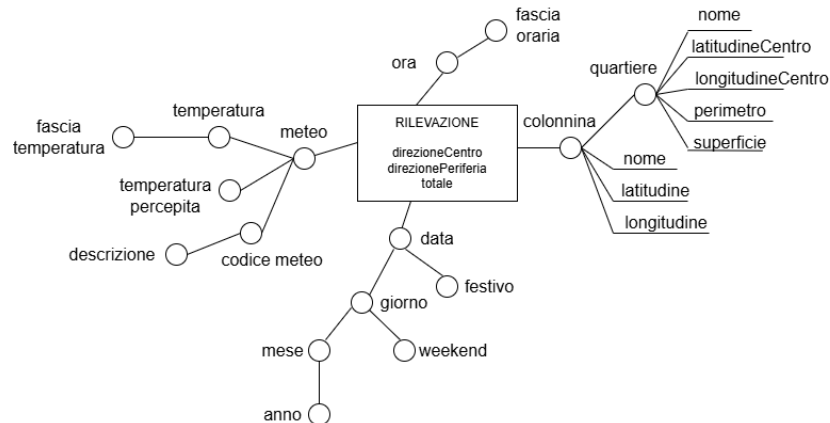 fascia
oraria
ora
nome
latitudineCentro
longitudineCentro
perimetro
superficie
quartiere
colonnina
nome
latitudine
longitudine
RILEVAZIONE
direzioneCentro
direzionePeriferia
totale
meteo
temperatura
fascia
temperatura
temperatura
percepita
codice meteo
descrizione
data
festivo
giorno
weekend
mese
anno